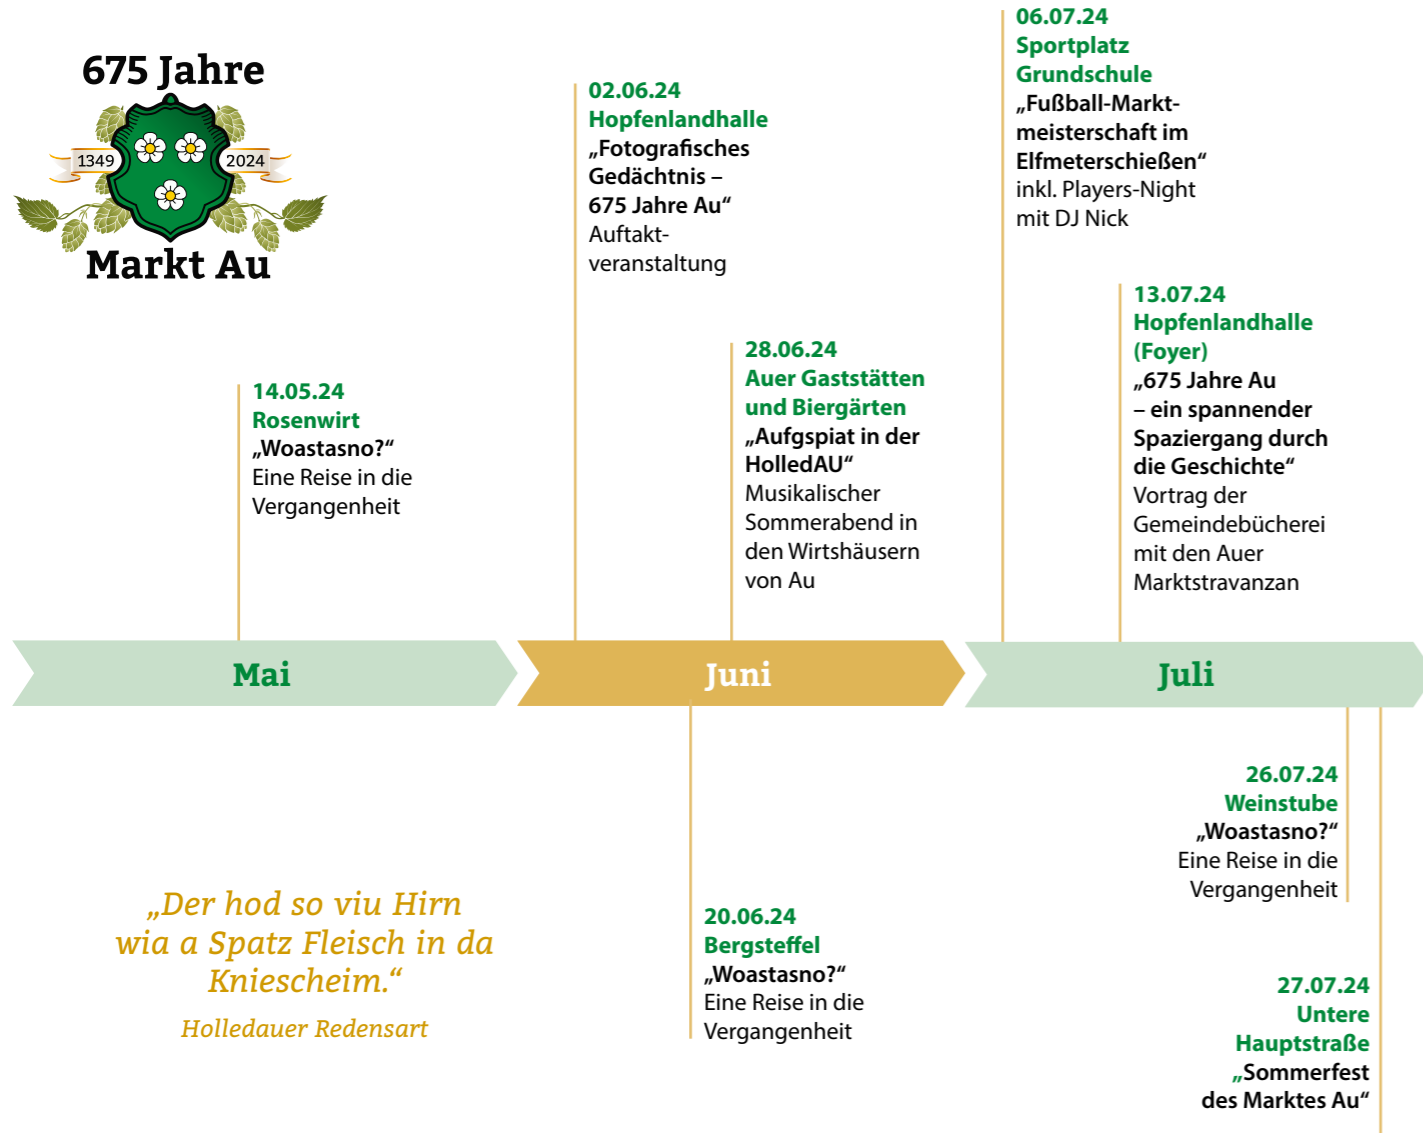 675 Jahre
1349
2024
Markt Au
14.05.24
Rosenwirt
„Woastasno?“
Eine Reise in die
Vergangenheit
02.06.24
Hopfenlandhalle
„Fotografisches
Gedächtnis –
675 Jahre Au“
Auftakt-
veranstaltung
28.06.24
Auer Gaststätten
und Biergärten
„Aufgspiat in der
HolledAU“
Musikalischer
Sommerabend in
den Wirtshäusern
von Au
06.07.24
Sportplatz
Grundschule
„Fußball-Markt-
meisterschaft im
Elfmeterschießen“
inkl. Players-Night
mit DJ Nick
13.07.24
Hopfenlandhalle
(Foyer)
„675 Jahre Au
– ein spannender
Spaziergang durch
die Geschichte“
Vortrag der
Gemeindebücherei
mit den Auer
Marktstravanzan
Mai
Juni
Juli
„Der hod so viu Hirn
wia a Spatz Fleisch in da
Kniescheim.“
Holledauer Redensart
20.06.24
Bergsteffel
„Woastasno?“
Eine Reise in die
Vergangenheit
26.07.24
Weinstube
„Woastasno?“
Eine Reise in die
Vergangenheit
27.07.24
Untere
Hauptstraße
„Sommerfest
des Marktes Au“